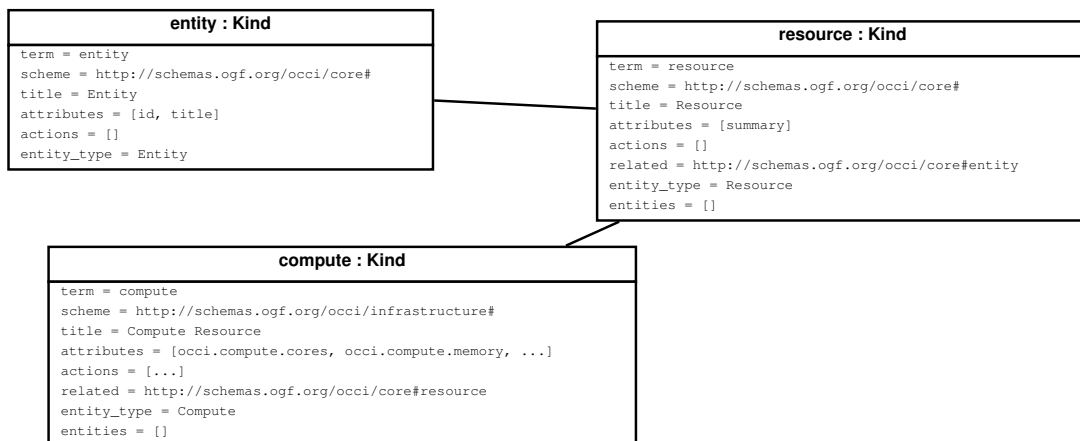 entity : Kind
term = entity
scheme = http://schemas.ogf.org/occi/core#
title = Entity
attributes = [id, title]
actions = []
entity_type = Entity
resource : Kind
term = resource
scheme = http://schemas.ogf.org/occi/core#
title = Resource
attributes = [summary]
actions = []
related = http://schemas.ogf.org/occi/core#entity
entity_type = Resource
entities = []
compute : Kind
term = compute
scheme = http://schemas.ogf.org/occi/infrastructure#
title = Compute Resource
attributes = [occi.compute.cores, occi.compute.memory, ...]
actions = [...]
related = http://schemas.ogf.org/occi/core#resource
entity_type = Compute
entities = []